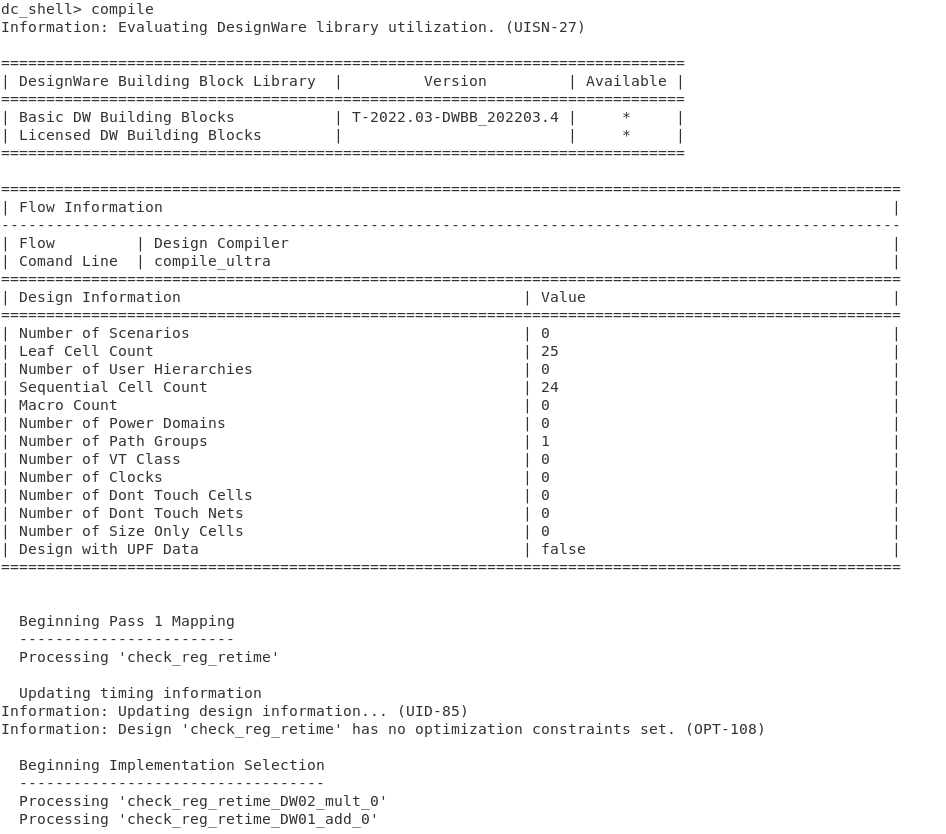 dc_shell> compile
Information: Evaluating DesignWare library utilization. (UISN-27)

============================================================================
| DesignWare Building Block Library  |         Version         | Available |
============================================================================
| Basic DW Building Blocks           | T-2022.03-DWBB_202203.4 |     *     |
| Licensed DW Building Blocks        |                         |     *     |
============================================================================

====================================================================================================
| Flow Information                                                                                 |
----------------------------------------------------------------------------------------------------
| Flow         | Design Compiler                                                                   |
| Comand Line  | compile_ultra                                                                     |
====================================================================================================
| Design Information                                      | Value                                  |
====================================================================================================
| Number of Scenarios                                     | 0                                      |
| Leaf Cell Count                                         | 25                                     |
| Number of User Hierarchies                              | 0                                      |
| Sequential Cell Count                                   | 24                                     |
| Macro Count                                             | 0                                      |
| Number of Power Domains                                 | 0                                      |
| Number of Path Groups                                   | 1                                      |
| Number of VT Class                                      | 0                                      |
| Number of Clocks                                        | 0                                      |
| Number of Dont Touch Cells                              | 0                                      |
| Number of Dont Touch Nets                               | 0                                      |
| Number of Size Only Cells                               | 0                                      |
| Design with UPF Data                                    | false                                  |
====================================================================================================

  Beginning Pass 1 Mapping
  ------------------------
  Processing 'check_reg_retime'

  Updating timing information
Information: Updating design information... (UID-85)
Information: Design 'check_reg_retime' has no optimization constraints set. (OPT-108)

  Beginning Implementation Selection
  ----------------------------------
  Processing 'check_reg_retime_DW02_mult_0'
  Processing 'check_reg_retime_DW01_add_0'